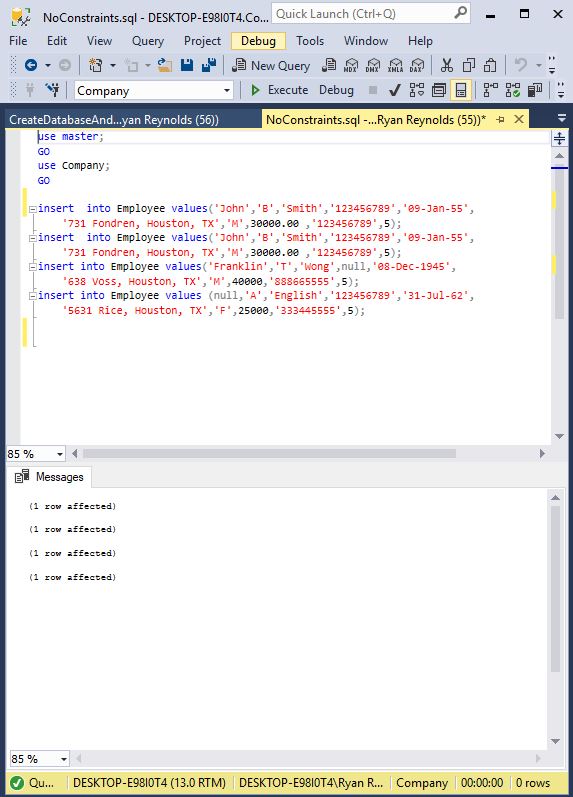 NoConstraints.sql - DESKTOP-E98I0T4.Co...
Quick Launch (Ctrl+Q)
File Edit View Query Project Debug Tools Window Help
New Query MDX DMX XMLA DAX
Company Execute Debug
CreateDatabaseAnd...yan Reynolds (56))
NoConstraints.sql -...Ryan Reynolds (55))*
use master;
GO
use Company;
GO
insert  into Employee values('John','B','Smith','123456789','09-Jan-55',
'731 Fondren, Houston, TX','M',30000.00 ,'123456789',5);
insert  into Employee values('John','B','Smith','123456789','09-Jan-55',
'731 Fondren, Houston, TX','M',30000.00 ,'123456789',5);
insert into Employee values('Franklin','T','Wong',null,'08-Dec-1945',
'638 Voss, Houston, TX','M',40000,'888665555',5);
insert into Employee values (null,'A','English','123456789','31-Jul-62',
'5631 Rice, Houston, TX','F',25000,'333445555',5);
85 %
Messages
(1 row affected)
(1 row affected)
(1 row affected)
(1 row affected)
85 %
Qu... DESKTOP-E98I0T4 (13.0 RTM) DESKTOP-E98I0T4\Ryan R... Company 00:00:00 0 rows